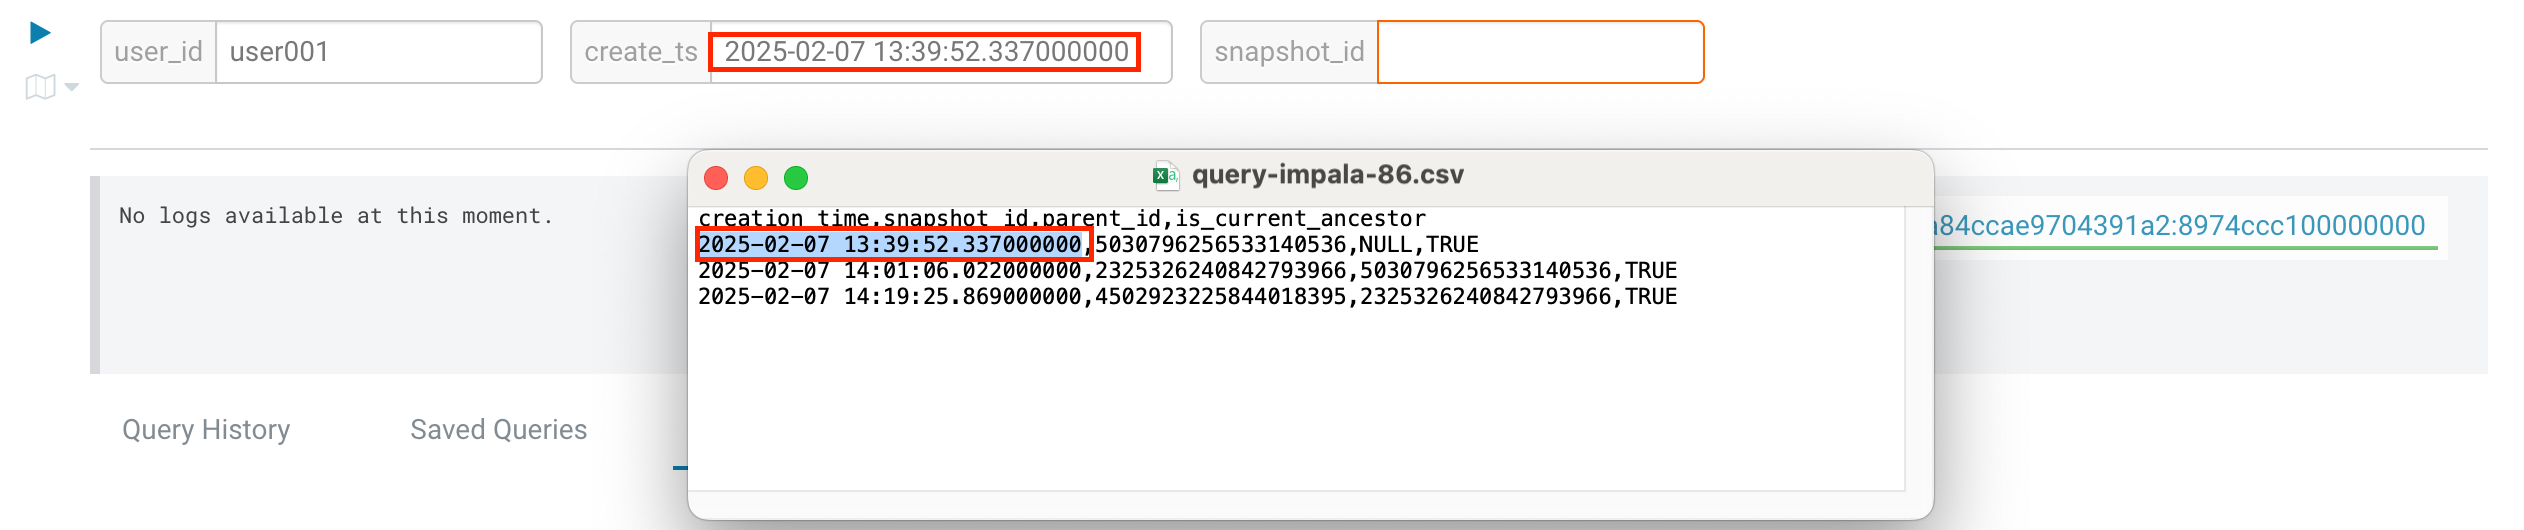 user_id user001 create_ts 2025-02-07 13:39:52.337000000 snapshot_id
query-impala-86.csv
No logs available at this moment.
creation_time,snapshot_id,parent_id,is_current_ancestor
a84ccae9704391a2:8974ccc100000000
2025-02-07 13:39:52.337000000,5030796256533140536,NULL,TRUE
2025-02-07 14:01:06.022000000,2325326240842793966,5030796256533140536,TRUE
2025-02-07 14:19:25.869000000,4502923225844018395,2325326240842793966,TRUE
Query History Saved Queries